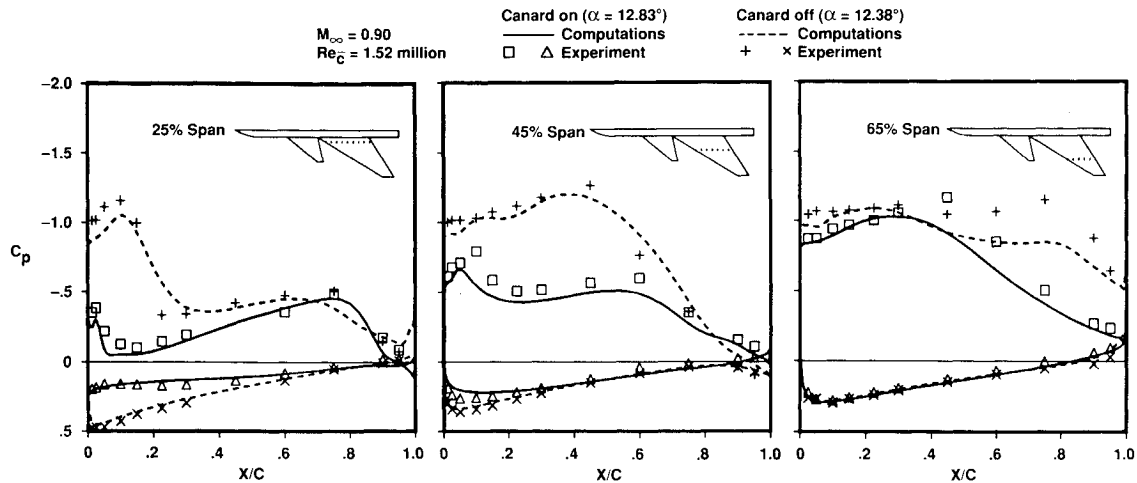 Canard on (α = 12.83°) Canard off (α = 12.38°)
M∞ = 0.90 Computations Computations
Re_c̄ = 1.52 million Experiment Experiment
25% Span
45% Span
65% Span
Cp
−2.0
−1.5
−1.0
−.5
0
.5
0 .2 .4 .6 .8 1.0
0 .2 .4 .6 .8 1.0
0 .2 .4 .6 .8 1.0
X/C
X/C
X/C